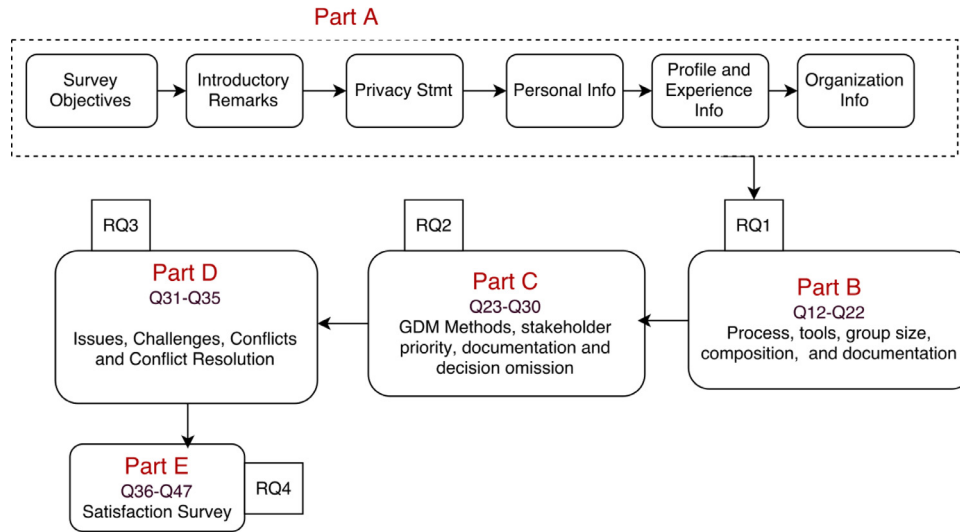 Part A
Survey
Objectives
Introductory
Remarks
Privacy Stmt
Personal Info
Profile and
Experience
Info
Organization
Info
RQ1
Part B
Q12-Q22
Process, tools, group size,
composition, and documentation
RQ2
Part C
Q23-Q30
GDM Methods, stakeholder
priority, documentation and
decision omission
RQ3
Part D
Q31-Q35
Issues, Challenges, Conflicts
and Conflict Resolution
Part E
Q36-Q47
Satisfaction Survey
RQ4